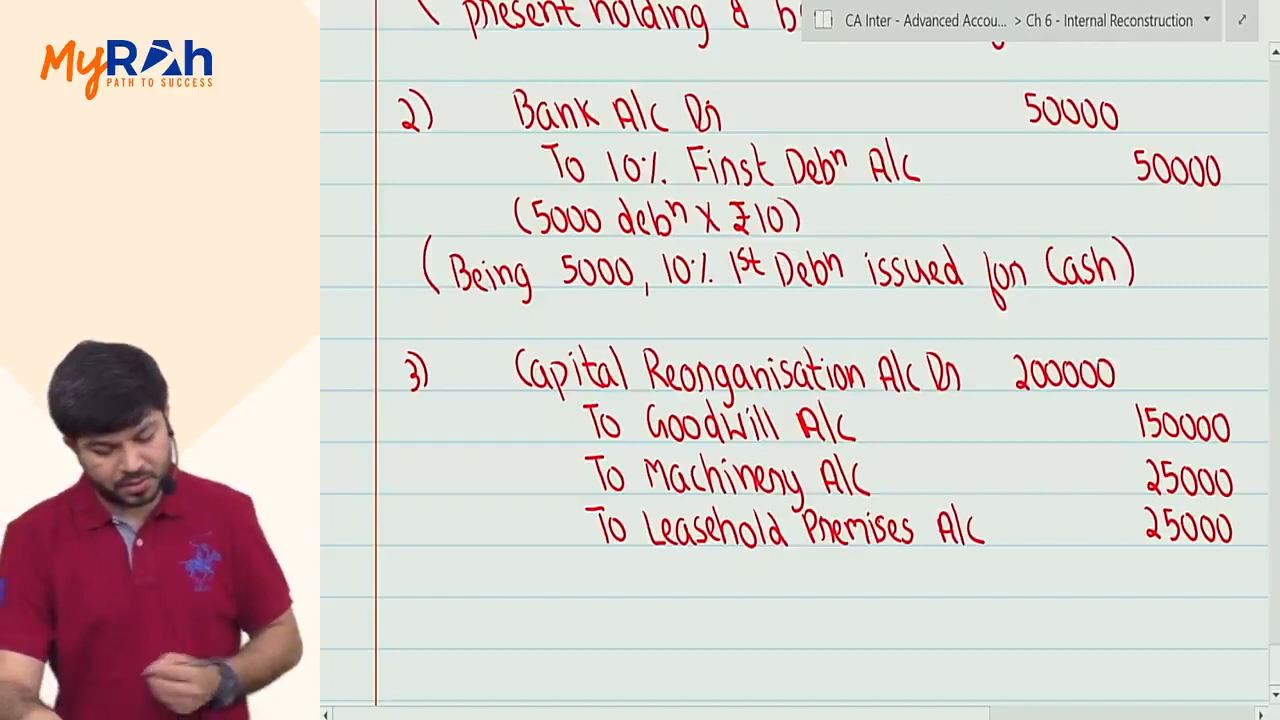 MyRAh
PATH TO SUCCESS
CA Inter - Advanced Accou... > Ch 6 - Internal Reconstruction
( present holding &
2) Bank A/c Dr 50000
To 10% First Debⁿ A/c 50000
(5000 debⁿ X ₹10)
(Being 5000, 10% 1st Debⁿ issued for Cash)
3) Capital Reorganisation A/c Dr 200000
To Goodwill A/c 150000
To Machinery A/c 25000
To Leasehold Premises A/c 25000